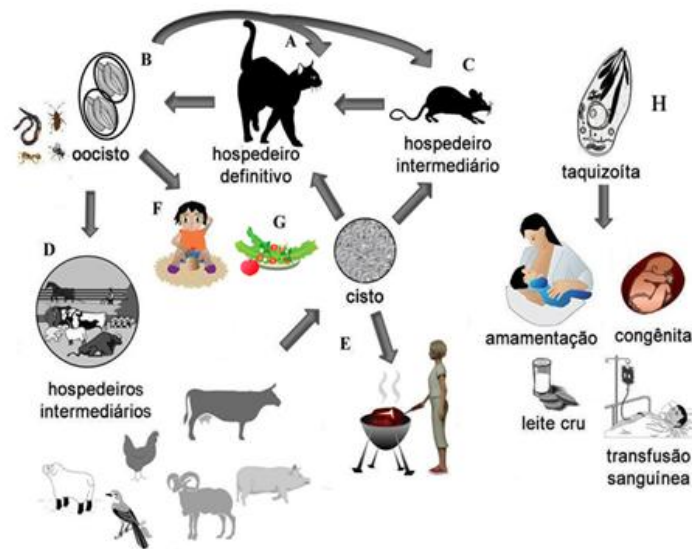 A
B
C
H
oocisto
hospedeiro
definitivo
hospedeiro
intermediário
taquizoíta
F
G
D
cisto
E
amamentação
congênita
hospedeiros
intermediários
leite cru
transfusão
sanguínea